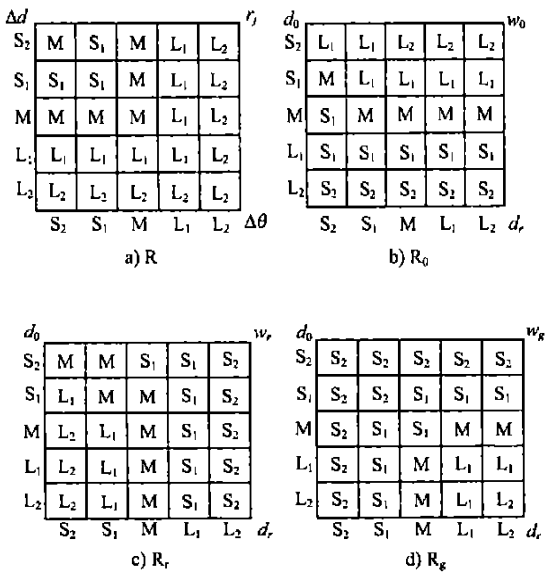 Δd r_j
S₂ M S₁ M L₁ L₂
S₁ S₁ S₁ M L₁ L₂
M M M M L₁ L₂
L₁ L₁ L₁ L₁ L₁ L₂
L₂ L₂ L₂ L₂ L₂ L₂
S₂ S₁ M L₁ L₂ Δθ
a) R
d₀ w₀
S₂ L₁ L₁ L₂ L₂ L₂
S₁ M L₁ L₁ L₁ L₁
M S₁ M M M M
L₁ S₁ S₁ S₁ S₁ S₁
L₂ S₂ S₂ S₂ S₂ S₂
S₂ S₁ M L₁ L₂ d_r
b) R₀
d₀ w_r
S₂ M M S₁ S₁ S₂
S₁ L₁ M M S₁ S₂
M L₂ L₁ M S₁ S₂
L₁ L₂ L₁ M S₁ S₂
L₂ L₂ L₁ M S₁ S₂
S₂ S₁ M L₁ L₂ d_r
c) R_r
d₀ w_g
S₂ S₂ S₂ S₂ S₂ S₂
S₁ S₂ S₂ S₁ S₁ S₁
M S₂ S₁ S₁ M M
L₁ S₂ S₁ M L₁ L₁
L₂ S₂ S₁ M L₁ L₂
S₂ S₁ M L₁ L₂ d_r
d) R_g